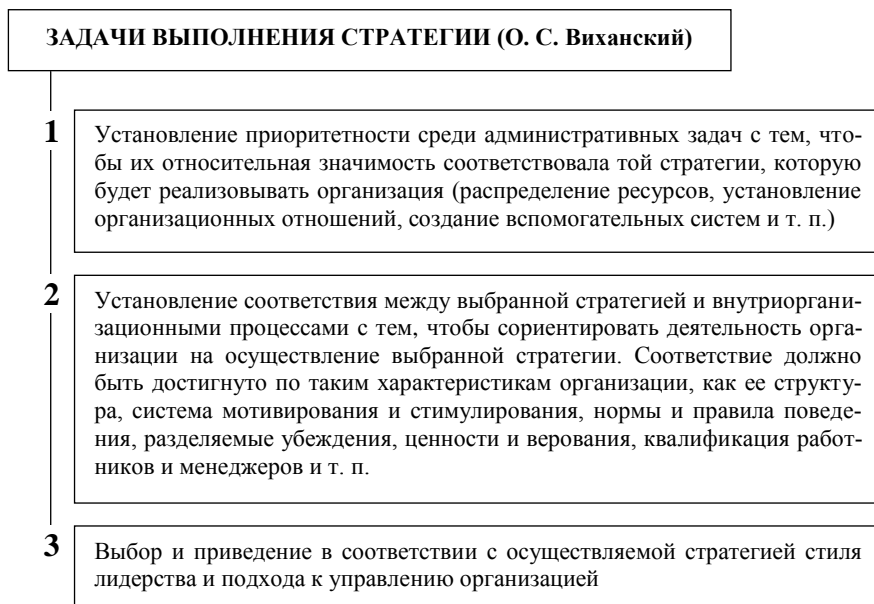 ЗАДАЧИ ВЫПОЛНЕНИЯ СТРАТЕГИИ (О. С. Виханский)
1
Установление приоритетности среди административных задач с тем, что-
бы их относительная значимость соответствовала той стратегии, которую
будет реализовывать организация (распределение ресурсов, установление
организационных отношений, создание вспомогательных систем и т. п.)
2
Установление соответствия между выбранной стратегией и внутриоргани-
зационными процессами с тем, чтобы сориентировать деятельность орга-
низации на осуществление выбранной стратегии. Соответствие должно
быть достигнуто по таким характеристикам организации, как ее структу-
ра, система мотивирования и стимулирования, нормы и правила поведе-
ния, разделяемые убеждения, ценности и верования, квалификация работ-
ников и менеджеров и т. п.
3
Выбор и приведение в соответствии с осуществляемой стратегией стиля
лидерства и подхода к управлению организацией